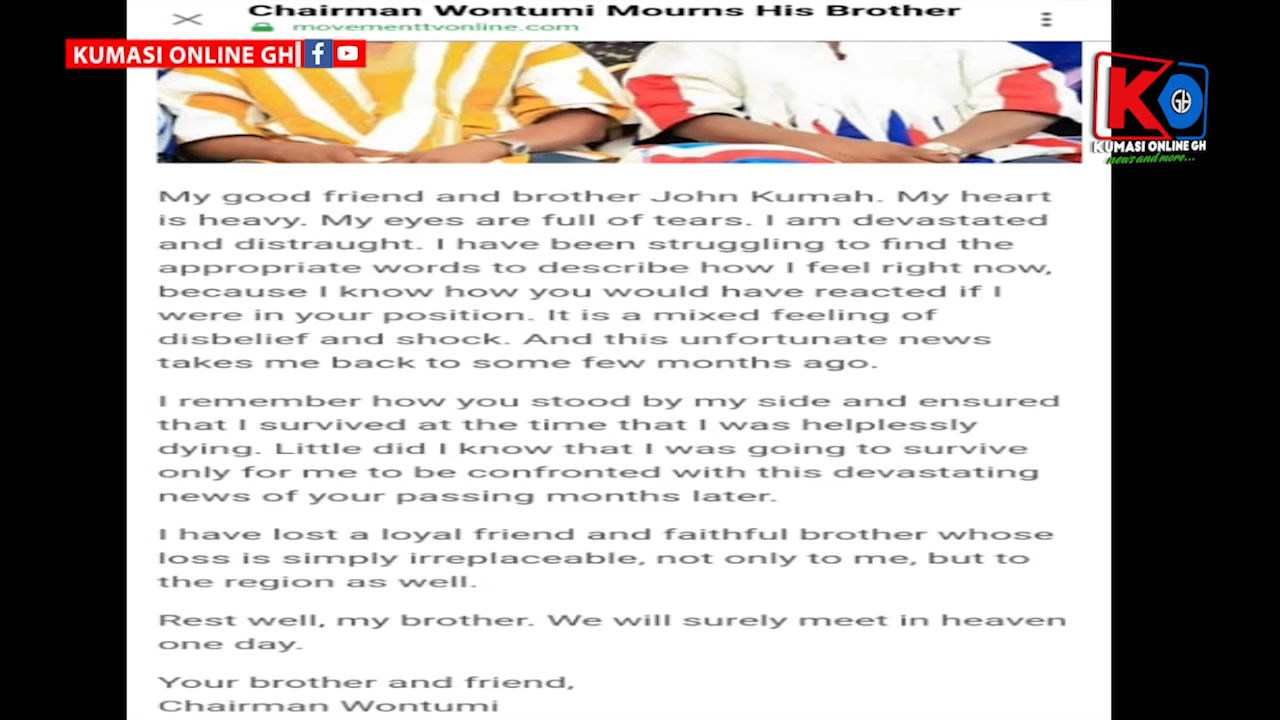 Chairman Wontumi Mourns His Brother
movementtvonline.com
KUMASI ONLINE GH
KO
GH
KUMASI ONLINE GH
news and more...
My good friend and brother John Kumah. My heart
is heavy. My eyes are full of tears. I am devastated
and distraught. I have been struggling to find the
appropriate words to describe how I feel right now,
because I know how you would have reacted if I
were in your position. It is a mixed feeling of
disbelief and shock. And this unfortunate news
takes me back to some few months ago.
I remember how you stood by my side and ensured
that I survived at the time that I was helplessly
dying. Little did I know that I was going to survive
only for me to be confronted with this devastating
news of your passing months later.
I have lost a loyal friend and faithful brother whose
loss is simply irreplaceable, not only to me, but to
the region as well.
Rest well, my brother. We will surely meet in heaven
one day.
Your brother and friend,
Chairman Wontumi